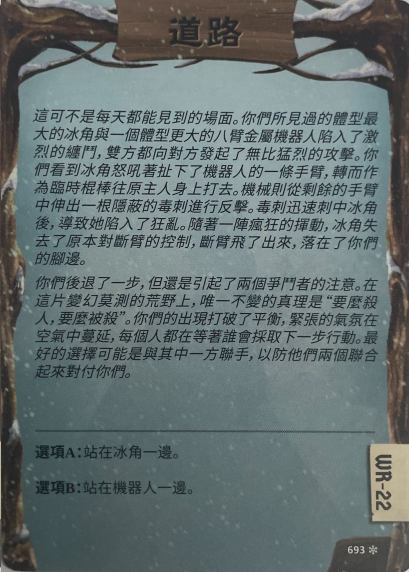 道路
這可不是每天都能見到的場面。你們所見過的體型最
大的冰角與一個體型更大的八臂金屬機器人陷入了激
烈的纏鬥，雙方都向對方發起了無比猛烈的攻擊。你
們看到冰角怒吼著扯下了機器人的一條手臂，轉而作
為臨時棍棒往原主人身上打去。機械則從剩餘的手臂
中伸出一根隱蔽的毒刺進行反擊。毒刺迅速刺中冰角
後，導致她陷入了狂亂。隨著一陣瘋狂的揮動，冰角失
去了原本對斷臂的控制，斷臂飛了出來，落在了你們
的腳邊。
你們後退了一步，但還是引起了兩個爭鬥者的注意。在
這片變幻莫測的荒野上，唯一不變的真理是“要麼殺
人，要麼被殺”。你們的出現打破了平衡，緊張的氣氛在
空氣中蔓延，每個人都在等著誰會採取下一步行動。最
好的選擇可能是與其中一方聯手，以防他們兩個聯合
起來對付你們。
選項A：站在冰角一邊。
選項B：站在機器人一邊。
WR-22
693